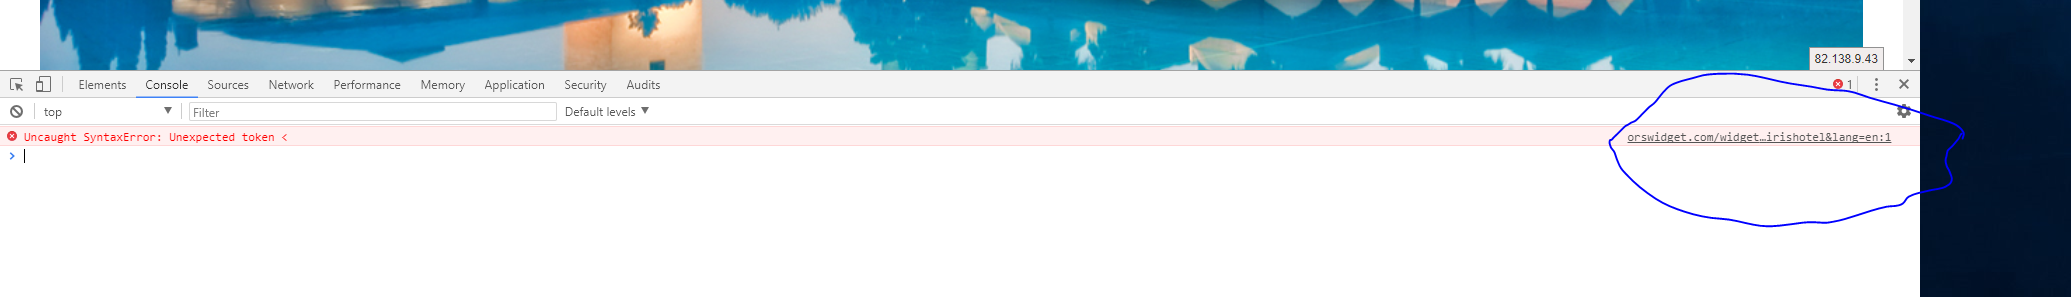 82.138.9.43
Elements Console Sources Network Performance Memory Application Security Audits 1
top Filter Default levels
Uncaught SyntaxError: Unexpected token < orswidget.com/widget…irishotel&lang=en:1
>